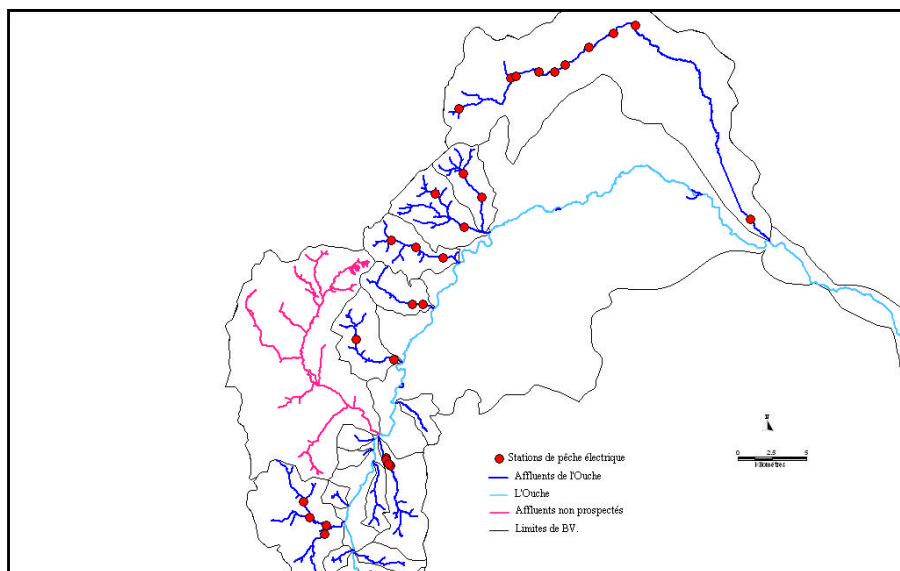 Stations de pêche électrique
Affluents de l'Ouche
L'Ouche
Affluents non prospectés
Limites de BV.
0 2.5 5
kilomètres